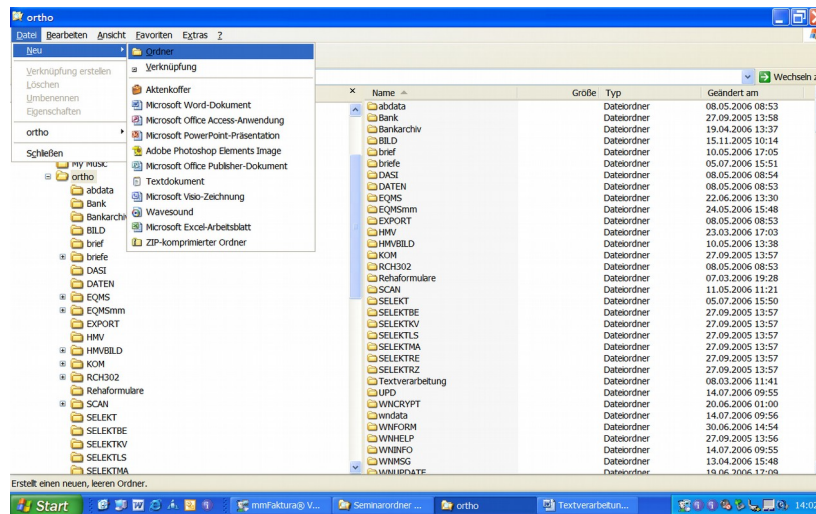 ortho
Datei Bearbeiten Ansicht Favoriten Extras ?
Neu
Verknüpfung erstellen
Löschen
Umbenennen
Eigenschaften
ortho
Schließen
Ordner
Verknüpfung
Aktenkoffer
Microsoft Word-Dokument
Microsoft Office Access-Anwendung
Microsoft PowerPoint-Präsentation
Adobe Photoshop Elements Image
Microsoft Office Publisher-Dokument
Textdokument
Microsoft Visio-Zeichnung
Wavesound
Microsoft Excel-Arbeitsblatt
ZIP-komprimierter Ordner
Wechseln z
My Music
ortho
abdata
Bank
Bankarchiv
BILD
brief
briefe
DASI
DATEN
EQMS
EQMSmm
EXPORT
HMV
HMVBILD
KOM
RCH302
Rehaformulare
SCAN
SELEKT
SELEKTBE
SELEKTKV
SELEKTLS
SELEKTMA
Name Größe Typ Geändert am
abdata Dateiordner 08.05.2006 08:53
Bank Dateiordner 27.09.2005 13:58
Bankarchiv Dateiordner 19.04.2006 13:37
BILD Dateiordner 15.11.2005 10:14
brief Dateiordner 10.05.2006 17:05
briefe Dateiordner 05.07.2006 15:51
DASI Dateiordner 08.05.2006 08:54
DATEN Dateiordner 08.05.2006 08:53
EQMS Dateiordner 22.06.2006 13:30
EQMSmm Dateiordner 24.05.2006 15:48
EXPORT Dateiordner 08.05.2006 08:53
HMV Dateiordner 23.03.2006 17:03
HMVBILD Dateiordner 10.05.2006 13:38
KOM Dateiordner 27.09.2005 13:57
RCH302 Dateiordner 08.05.2006 08:53
Rehaformulare Dateiordner 07.03.2006 19:28
SCAN Dateiordner 11.05.2006 11:21
SELEKT Dateiordner 05.07.2006 15:50
SELEKTBE Dateiordner 27.09.2005 13:57
SELEKTKV Dateiordner 27.09.2005 13:57
SELEKTLS Dateiordner 27.09.2005 13:57
SELEKTMA Dateiordner 27.09.2005 13:57
SELEKTRE Dateiordner 27.09.2005 13:57
SELEKTRZ Dateiordner 27.09.2005 13:57
Textverarbeitung Dateiordner 08.03.2006 11:41
UPD Dateiordner 14.07.2006 09:55
WNCRYPT Dateiordner 20.06.2006 01:00
wndata Dateiordner 14.07.2006 09:56
WNFORM Dateiordner 30.06.2006 14:54
WNHELP Dateiordner 27.09.2005 13:56
WNINFO Dateiordner 14.07.2006 09:55
WNMSG Dateiordner 13.04.2006 15:48
WNUPDATE Dateiordner 19.06.2006 17:09
Erstellt einen neuen, leeren Ordner.
Start mmFaktura® V... Seminarordner ... ortho Textverarbeitun... 14:02